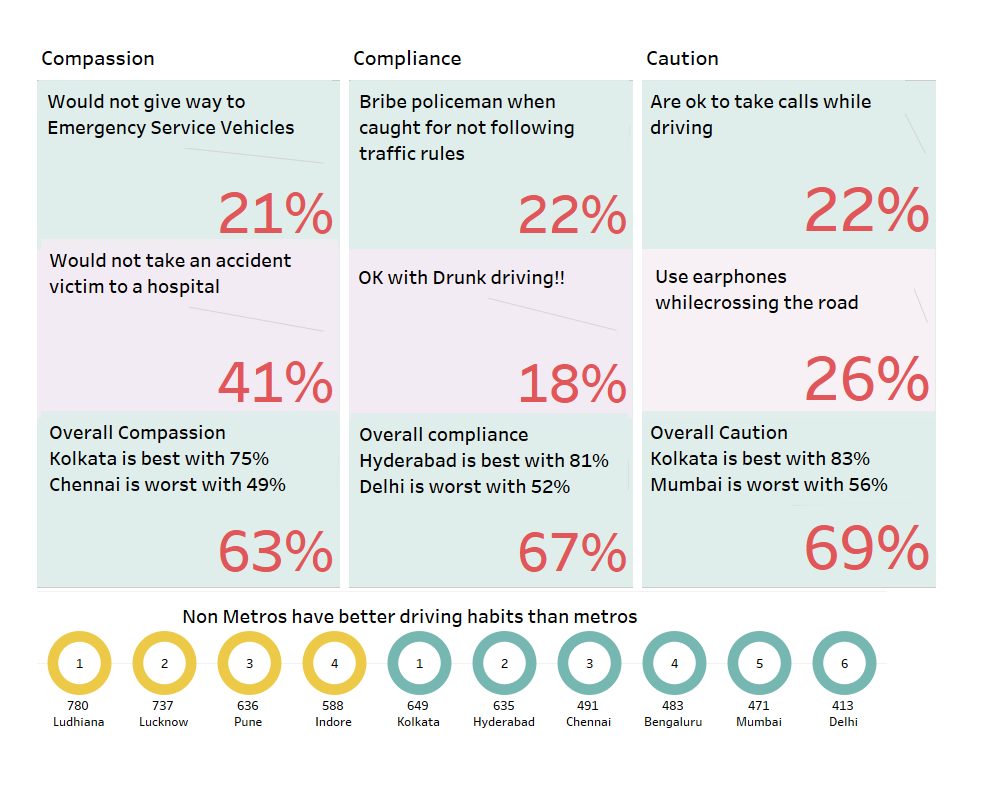 Compassion
Would not give way to
Emergency Service Vehicles
21%
Would not take an accident
victim to a hospital
41%
Overall Compassion
Kolkata is best with 75%
Chennai is worst with 49%
63%
Compliance
Bribe policeman when
caught for not following
traffic rules
22%
OK with Drunk driving!!
18%
Overall compliance
Hyderabad is best with 81%
Delhi is worst with 52%
67%
Caution
Are ok to take calls while
driving
22%
Use earphones
whilecrossing the road
26%
Overall Caution
Kolkata is best with 83%
Mumbai is worst with 56%
69%
Non Metros have better driving habits than metros
1 2 3 4 1 2 3 4 5 6
780 737 636 588 649 635 491 483 471 413
Ludhiana Lucknow Pune Indore Kolkata Hyderabad Chennai Bengaluru Mumbai Delhi